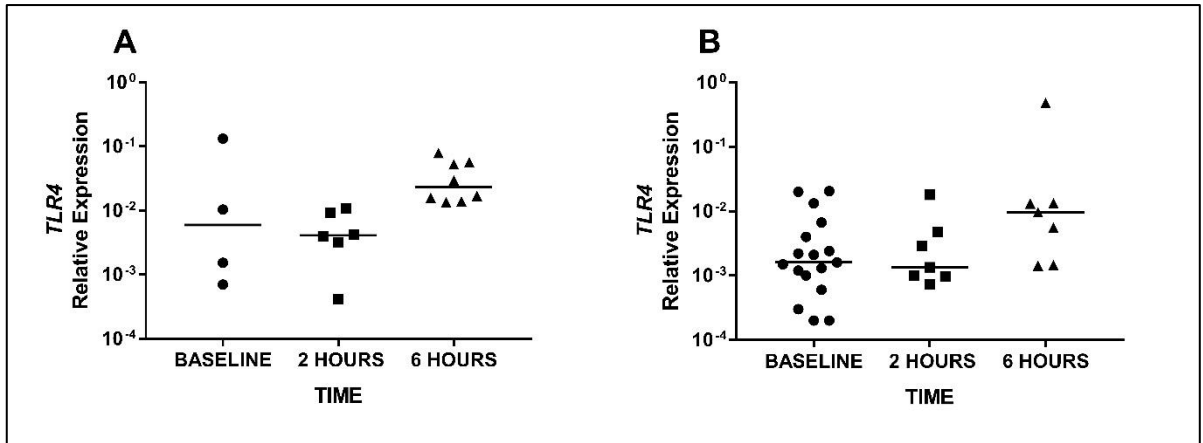 A
TLR4
Relative Expression
10⁰
10⁻¹
10⁻²
10⁻³
10⁻⁴
BASELINE 2 HOURS 6 HOURS
TIME
B
TLR4
Relative Expression
10⁰
10⁻¹
10⁻²
10⁻³
10⁻⁴
BASELINE 2 HOURS 6 HOURS
TIME